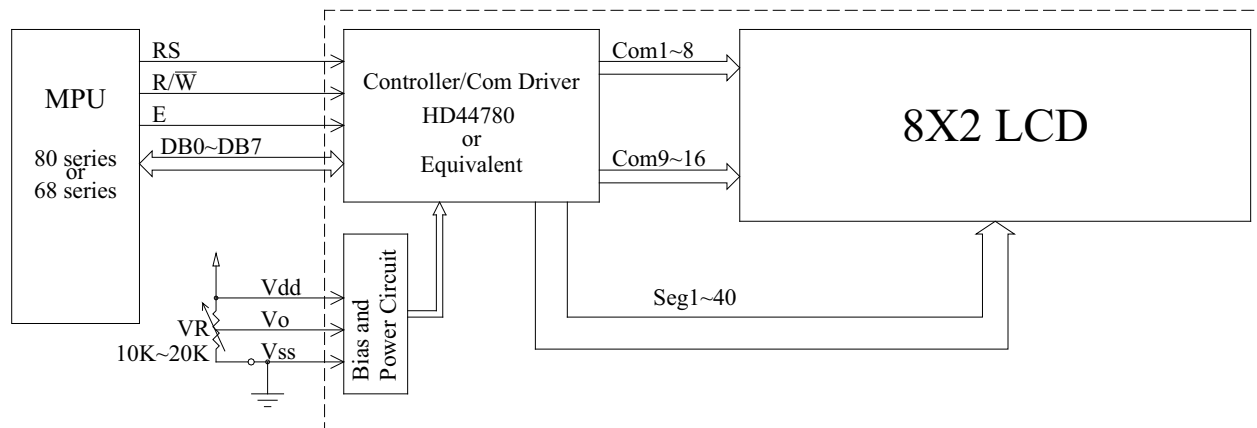 MPU
80 series
or
68 series
RS
R/W̅
E
DB0~DB7
Controller/Com Driver
HD44780
or
Equivalent
Com1~8
Com9~16
8X2 LCD
Seg1~40
Vdd
Vo
Vss
VR
10K~20K
Bias and
Power Circuit